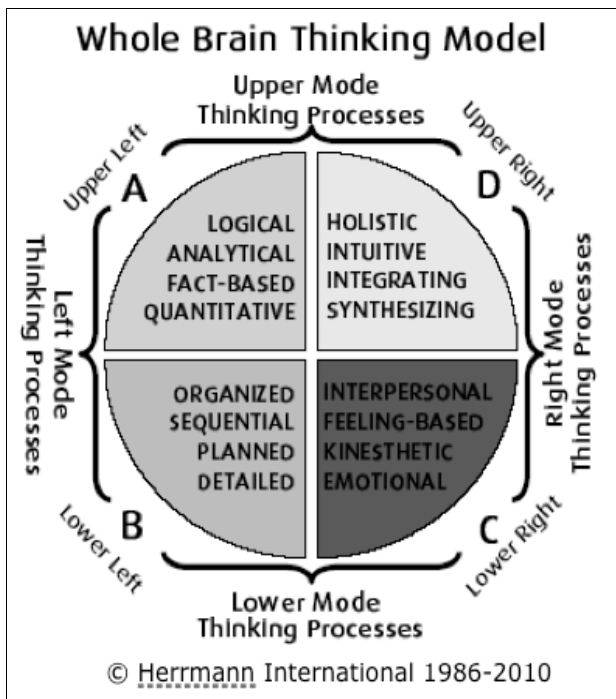 Whole Brain Thinking Model
Upper Mode
Thinking Processes
Upper Left
A
Upper Right
D
LOGICAL
ANALYTICAL
FACT-BASED
QUANTITATIVE
HOLISTIC
INTUITIVE
INTEGRATING
SYNTHESIZING
Left Mode
Thinking Processes
Right Mode
Thinking Processes
ORGANIZED
SEQUENTIAL
PLANNED
DETAILED
INTERPERSONAL
FEELING-BASED
KINESTHETIC
EMOTIONAL
B
Lower Left
C
Lower Right
Lower Mode
Thinking Processes
© Herrmann International 1986-2010